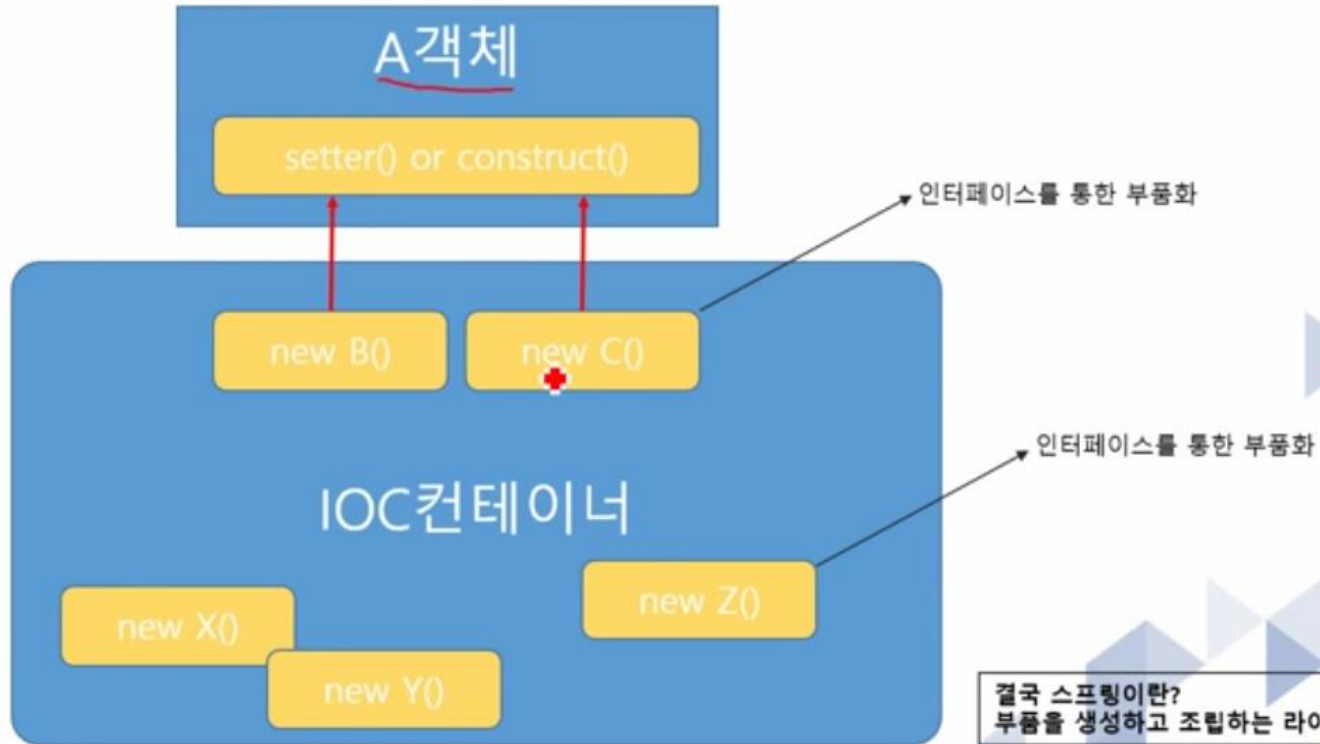 A객체
setter() or construct()
인터페이스를 통한 부품화
new B()
new C()
인터페이스를 통한 부품화
IOC컨테이너
new Z()
new X()
new Y()
결국 스프링이란?
부품을 생성하고 조립하는